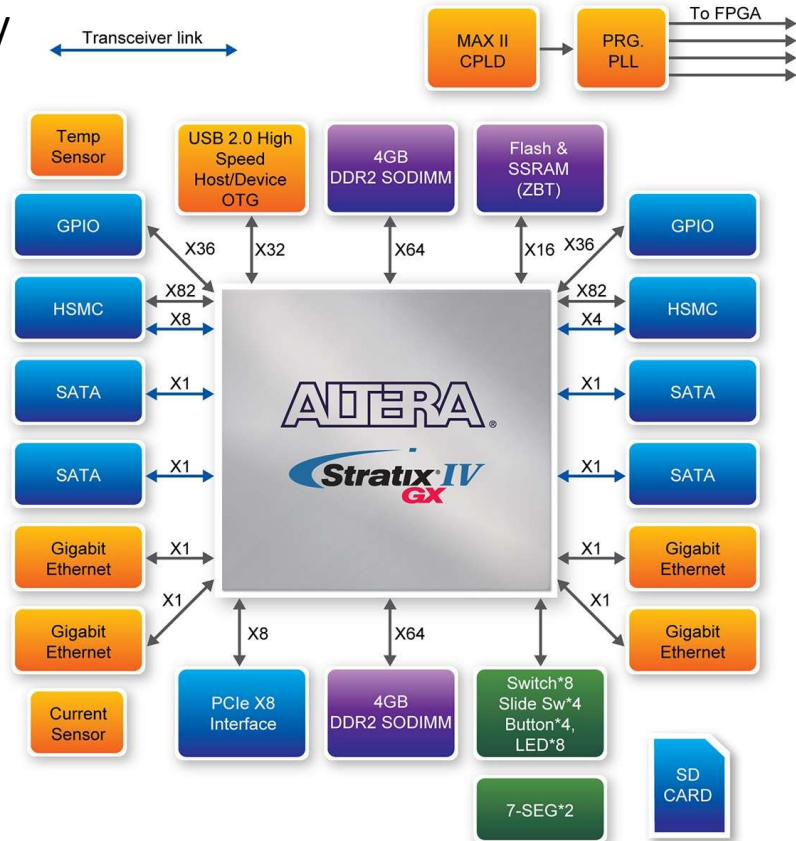 y
Transceiver link
MAX II
CPLD
PRG.
PLL
To FPGA
Temp
Sensor
USB 2.0 High
Speed
Host/Device
OTG
4GB
DDR2 SODIMM
Flash &
SSRAM
(ZBT)
GPIO
X36
X32
X64
X16
X36
GPIO
HSMC
X82
X8
X82
X4
HSMC
SATA
X1
X1
SATA
ALTERA®
Stratix® IV
GX
SATA
X1
X1
SATA
Gigabit
Ethernet
X1
X1
Gigabit
Ethernet
Gigabit
Ethernet
X1
X1
Gigabit
Ethernet
X8
X64
Current
Sensor
PCIe X8
Interface
4GB
DDR2 SODIMM
Switch*8
Slide Sw*4
Button*4,
LED*8
7-SEG*2
SD
CARD